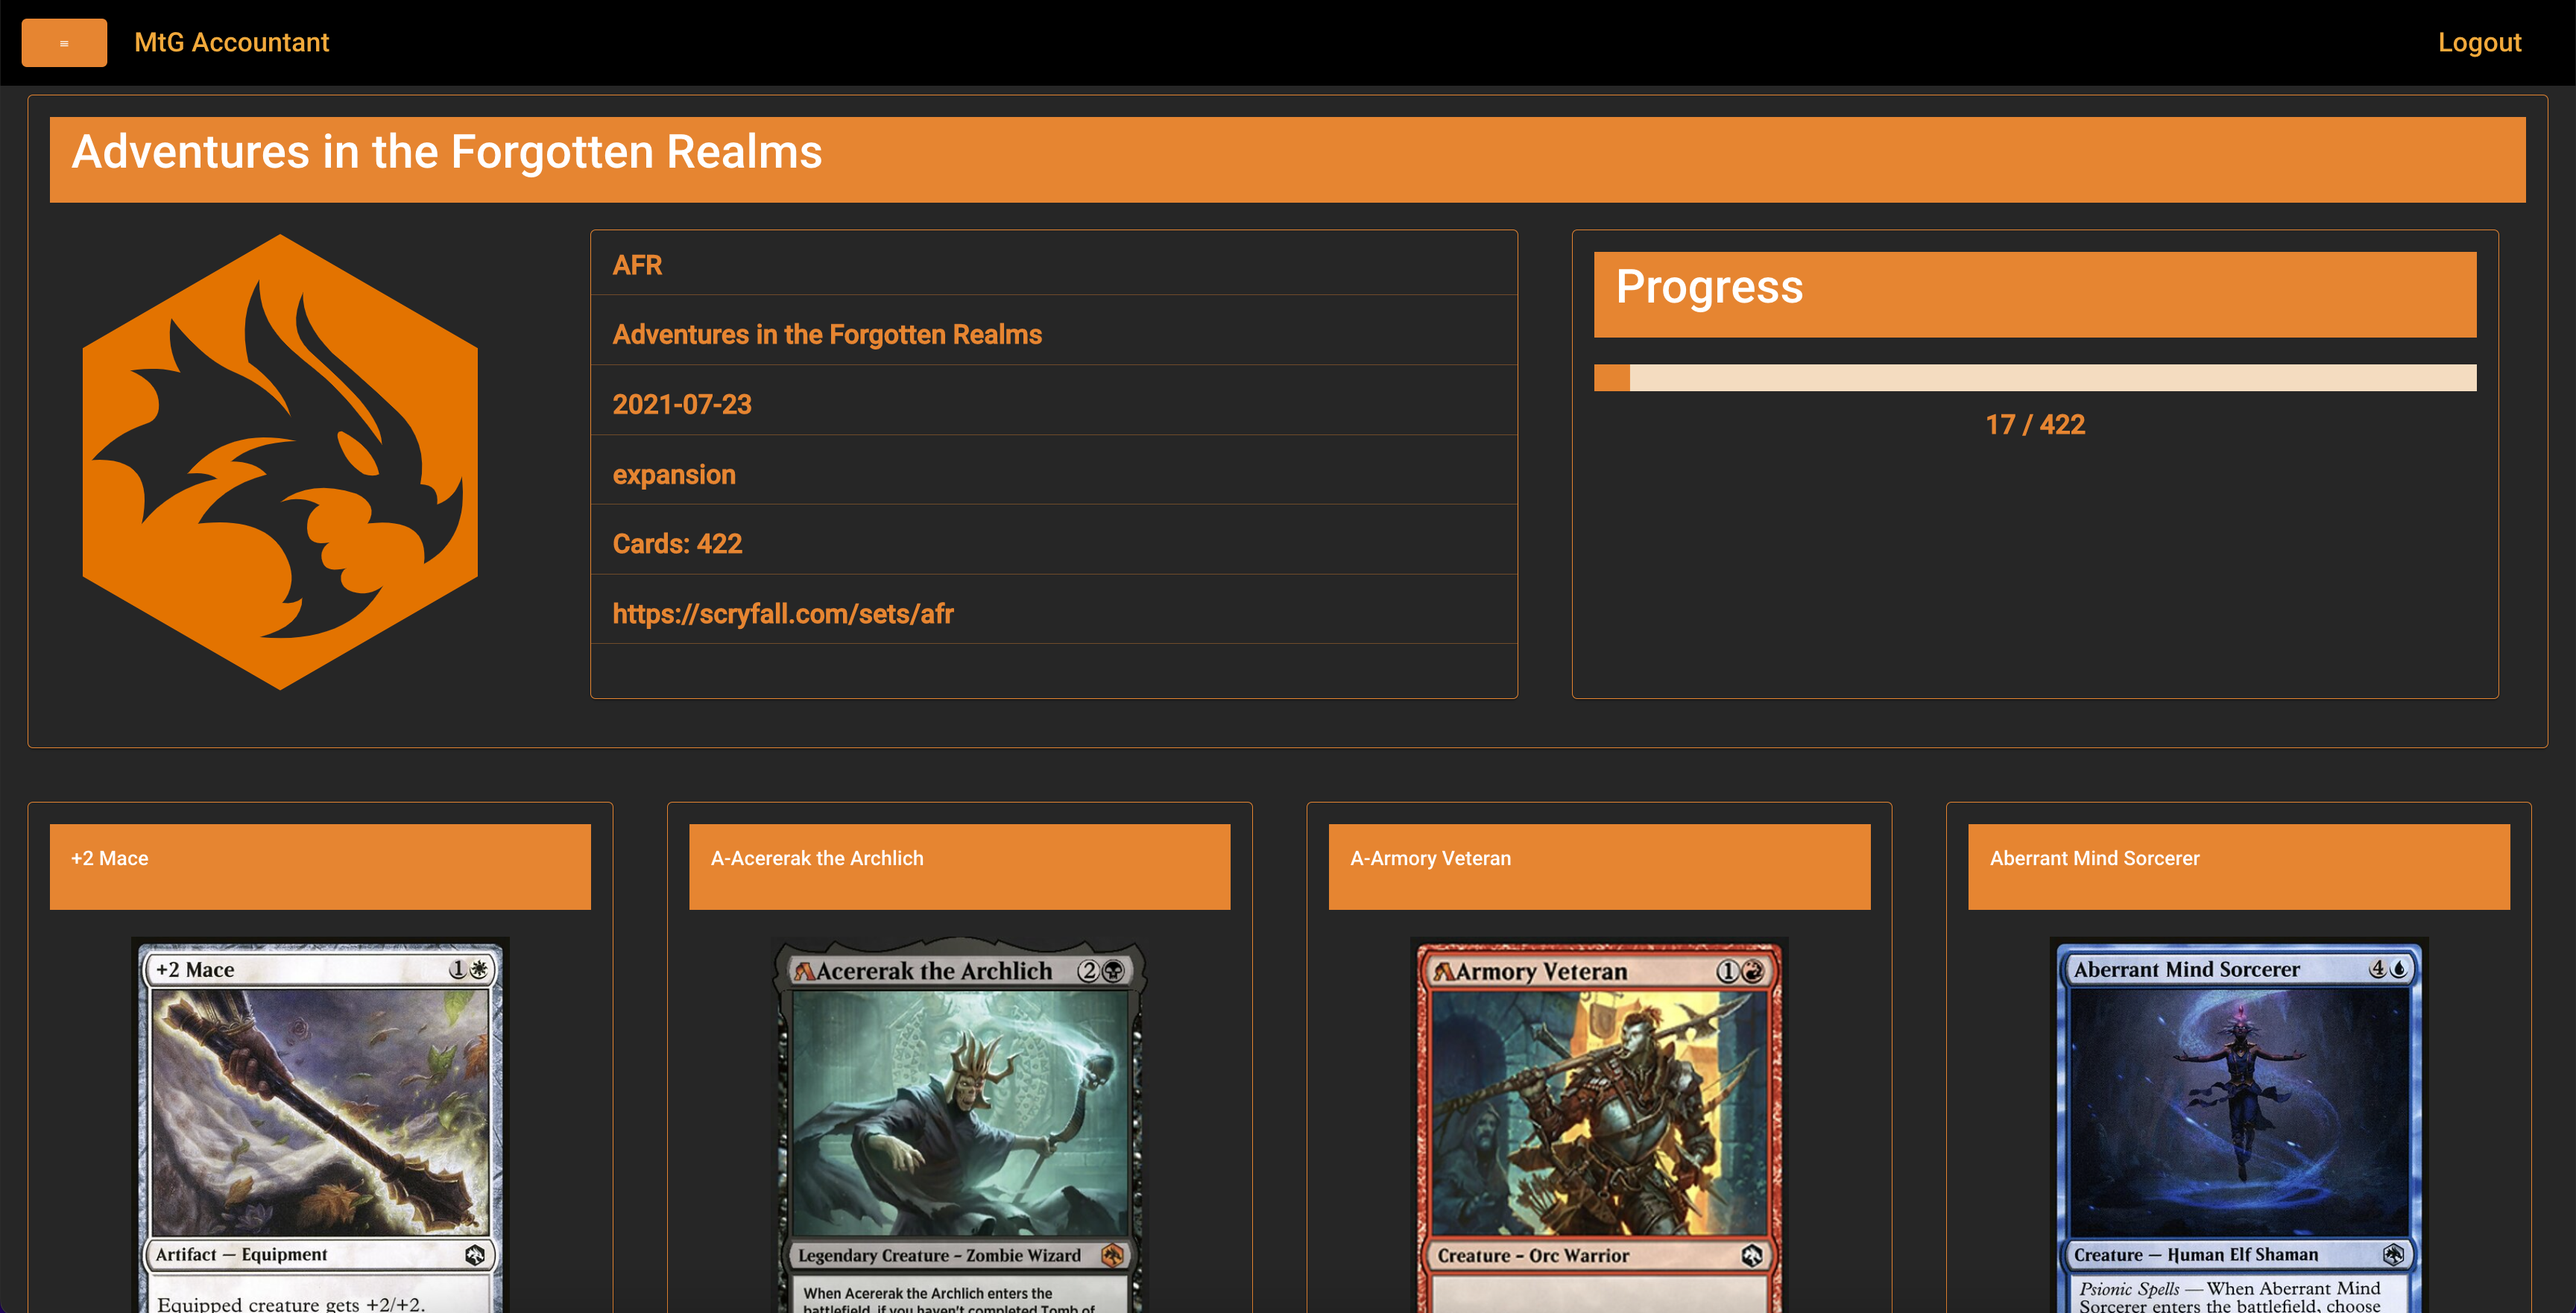 MtG Accountant
Logout
Adventures in the Forgotten Realms
AFR
Adventures in the Forgotten Realms
2021-07-23
expansion
Cards: 422
https://scryfall.com/sets/afr
Progress
17 / 422
+2 Mace
+2 Mace 1
Artifact — Equipment
Equipped creature gets +2/+2.
A-Acererak the Archlich
Acererak the Archlich 2
Legendary Creature – Zombie Wizard
When Acererak the Archlich enters the
battlefield, if you haven't completed Tomb of
A-Armory Veteran
Armory Veteran 1
Creature – Orc Warrior
Aberrant Mind Sorcerer
Aberrant Mind Sorcerer 4
Creature — Human Elf Shaman
Psionic Spells — When Aberrant Mind
Sorcerer enters the battlefield, choose